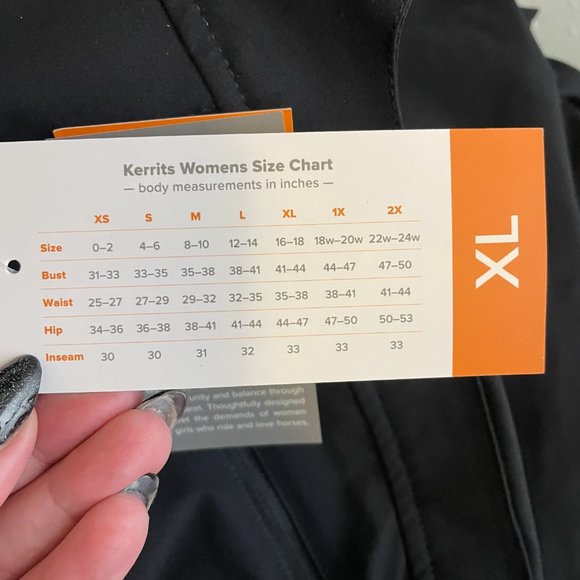 Kerrits Womens Size Chart
— body measurements in inches —
XS S M L XL 1X 2X
Size 0–2 4–6 8–10 12–14 16–18 18w–20w 22w–24w
Bust 31–33 33–35 35–38 38–41 41–44 44–47 47–50
Waist 25–27 27–29 29–32 32–35 35–38 38–41 41–44
Hip 34–36 36–38 38–41 41–44 44–47 47–50 50–53
Inseam 30 30 31 32 33 33 33
XL
and balance through
Thoughtfully designed
the demands of women
girls who ride and love horses.